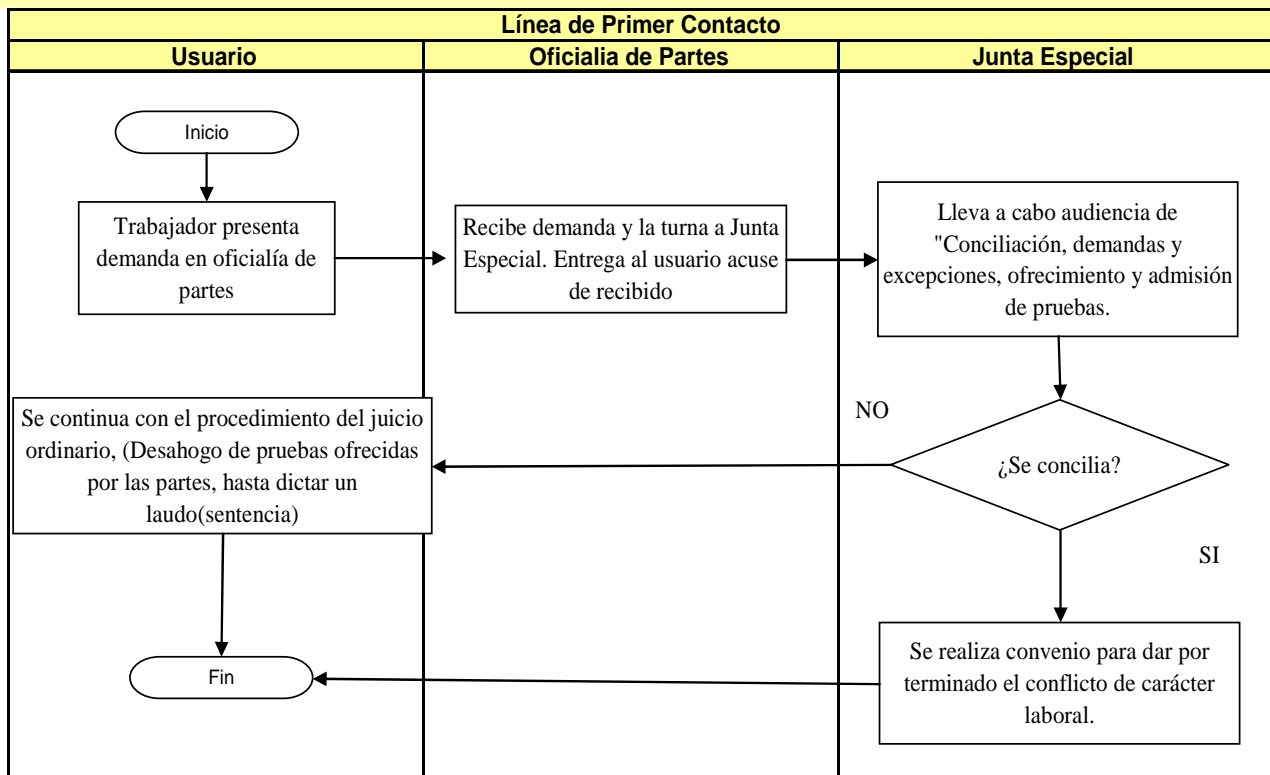 Línea de Primer Contacto
Usuario
Oficialia de Partes
Junta Especial
Inicio
Trabajador presenta
demanda en oficialía de
partes
Recibe demanda y la turna a Junta
Especial. Entrega al usuario acuse
de recibido
Lleva a cabo audiencia de
"Conciliación, demandas y
excepciones, ofrecimiento y admisión
de pruebas.
¿Se concilia?
NO
SI
Se continua con el procedimiento del juicio
ordinario, (Desahogo de pruebas ofrecidas
por las partes, hasta dictar un
laudo(sentencia)
Se realiza convenio para dar por
terminado el conflicto de carácter
laboral.
Fin